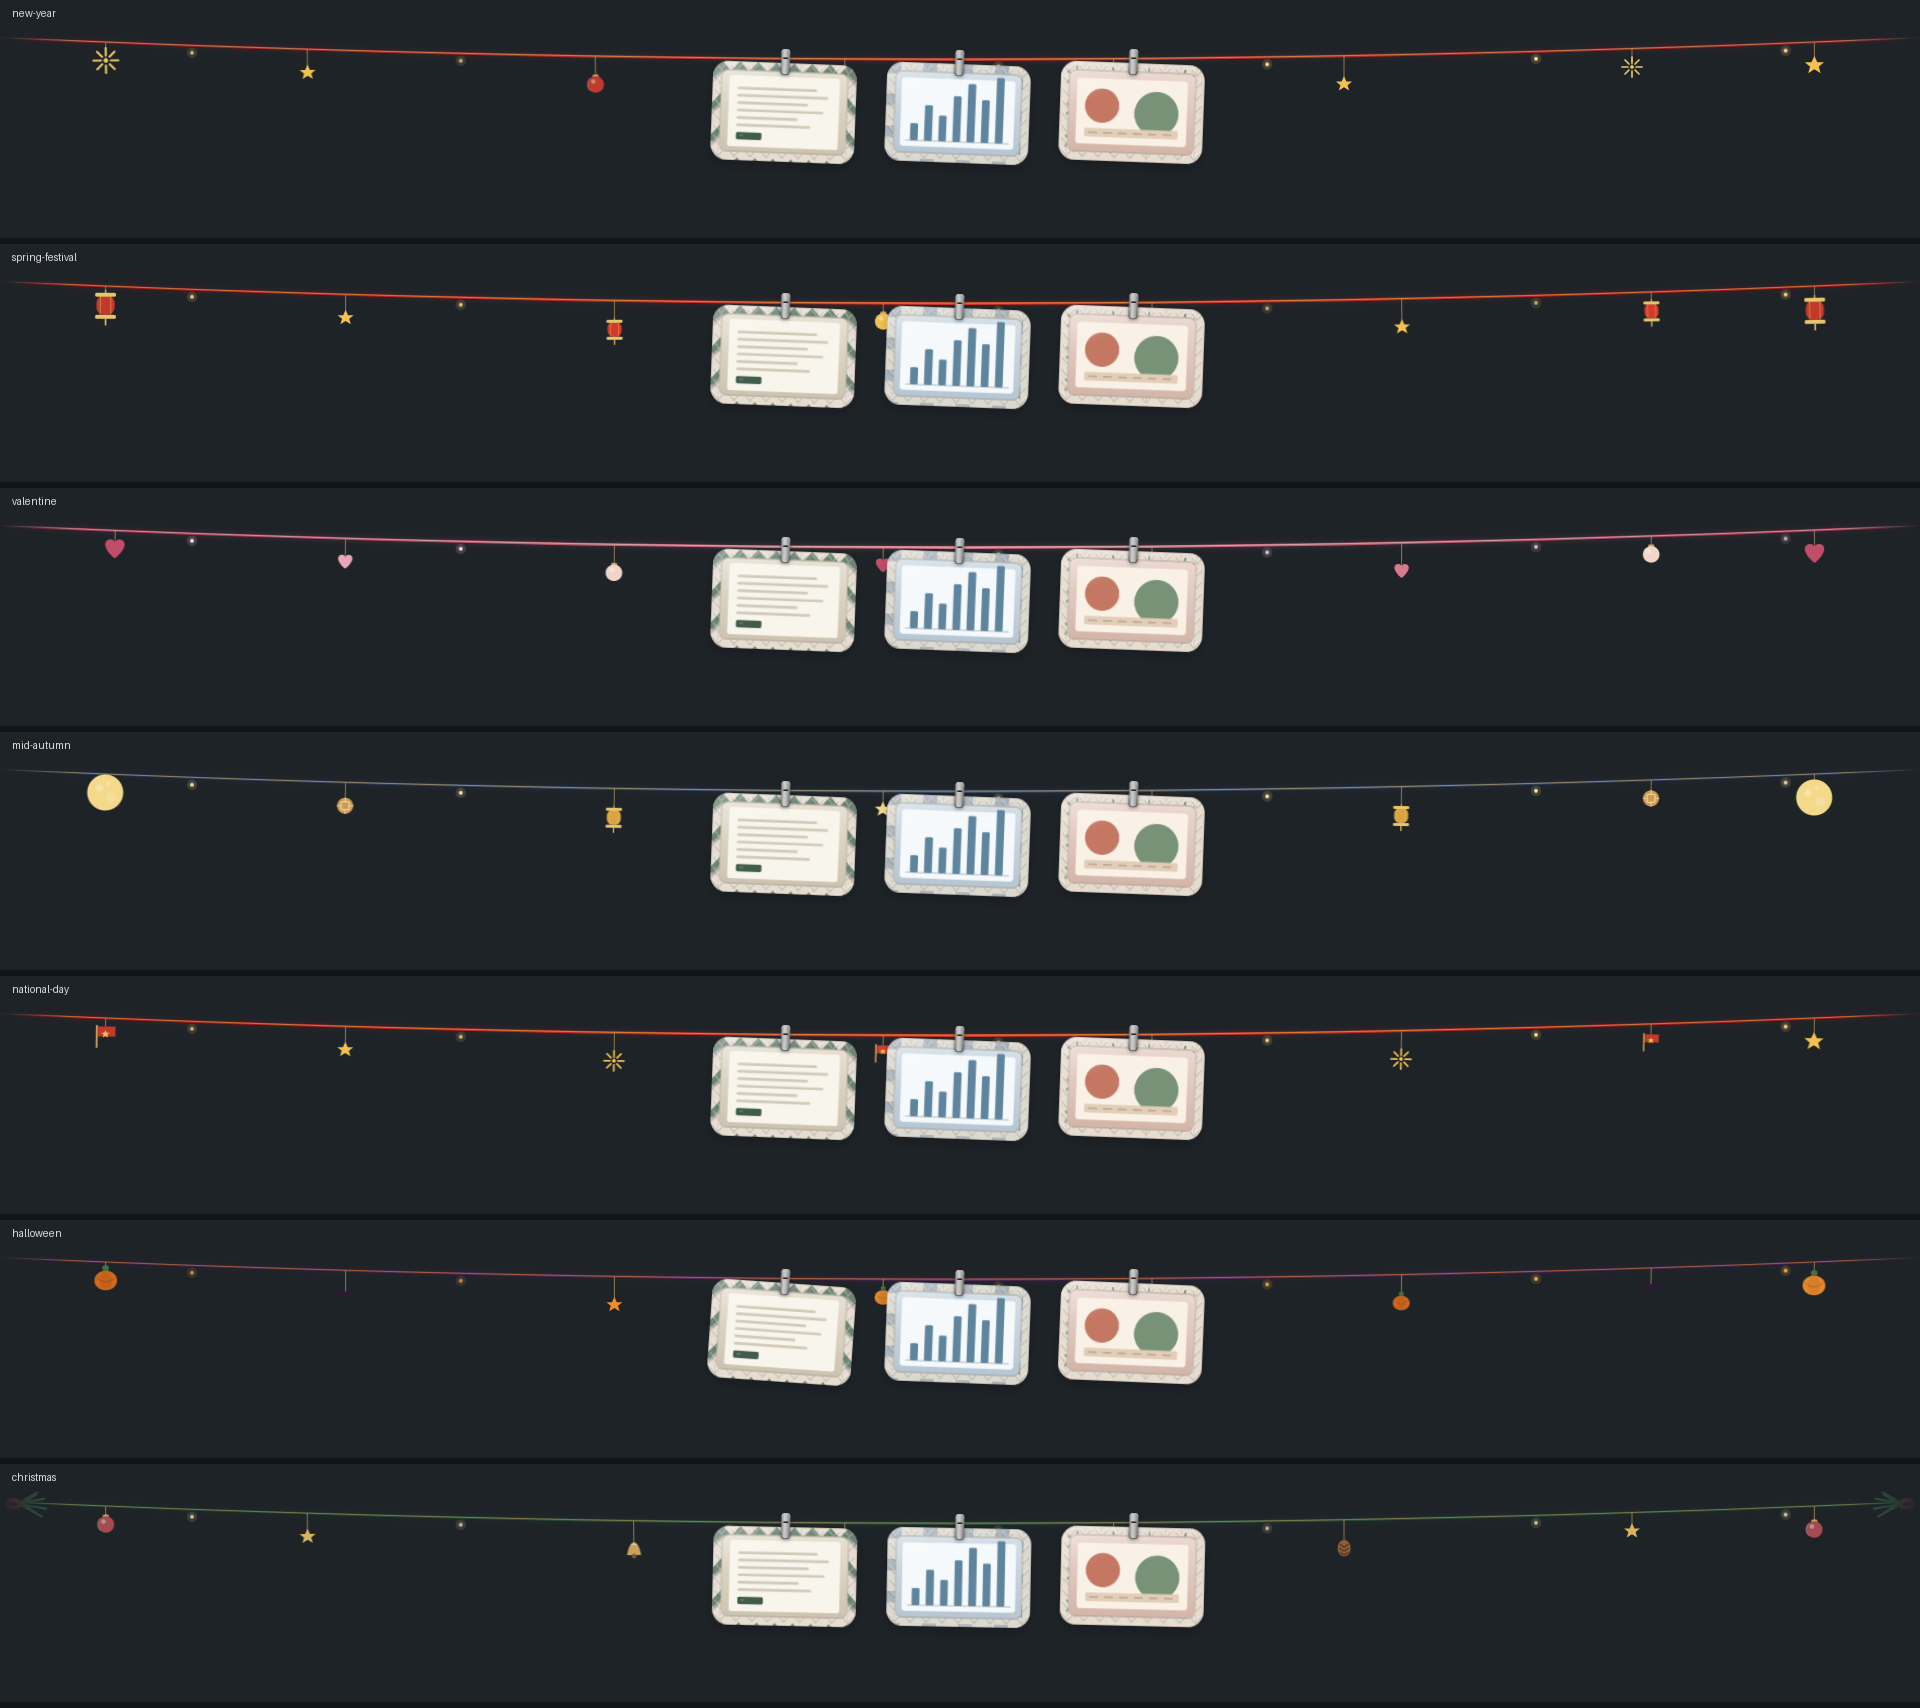 new-year
spring-festival
valentine
mid-autumn
national-day
halloween
christmas